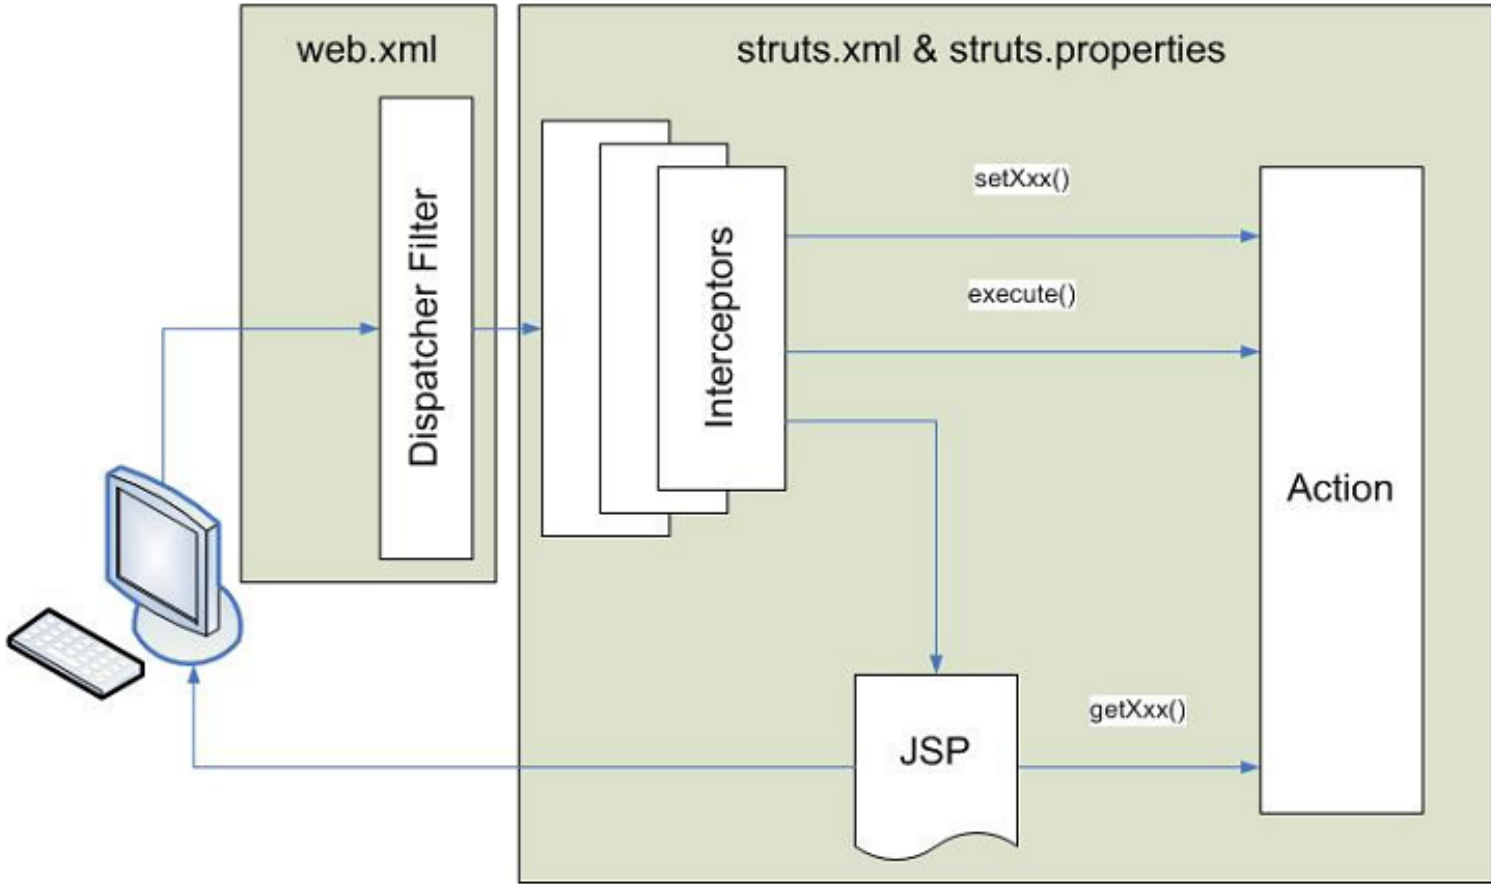 web.xml
struts.xml & struts.properties
Dispatcher Filter
Interceptors
setXxx()
execute()
Action
getXxx()
JSP